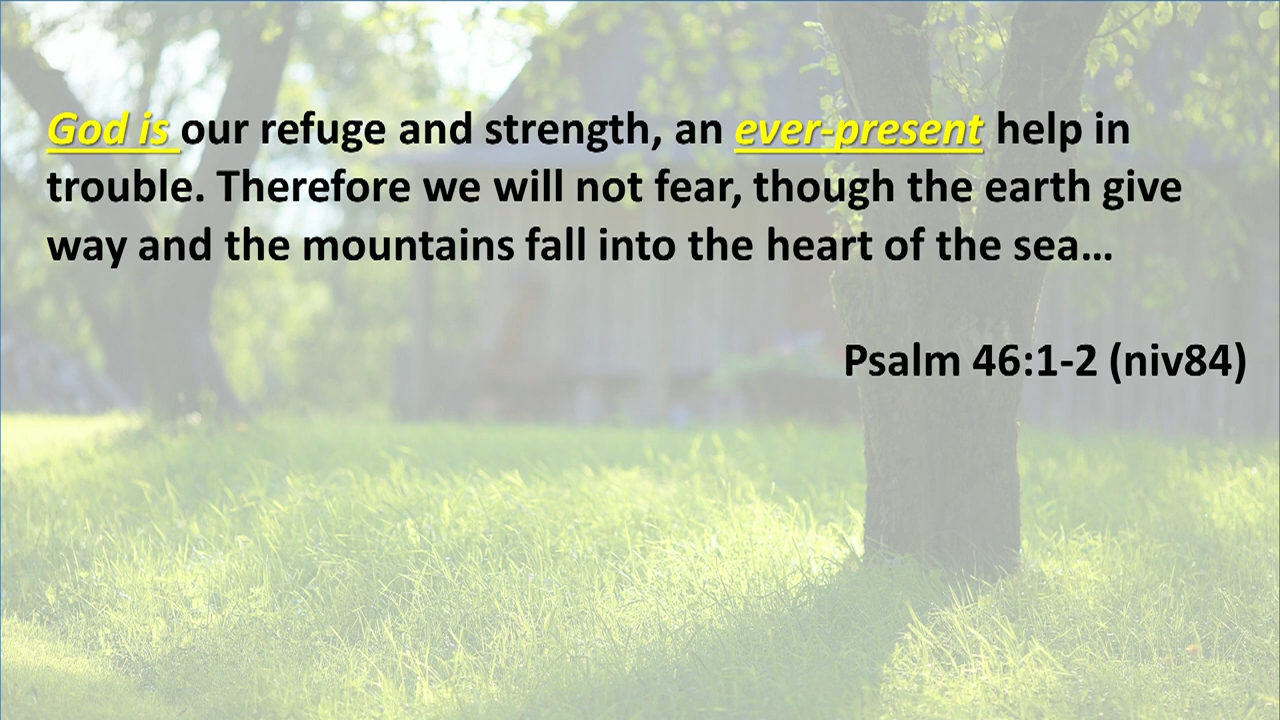 God is our refuge and strength, an ever-present help in
trouble. Therefore we will not fear, though the earth give
way and the mountains fall into the heart of the sea…
Psalm 46:1-2 (niv84)